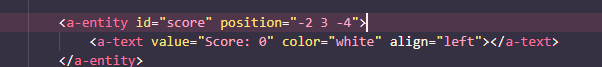 <a-entity id="score" position="-2 3 -4">
<a-text value="Score: 0" color="white" align="left"></a-text>
</a-entity>